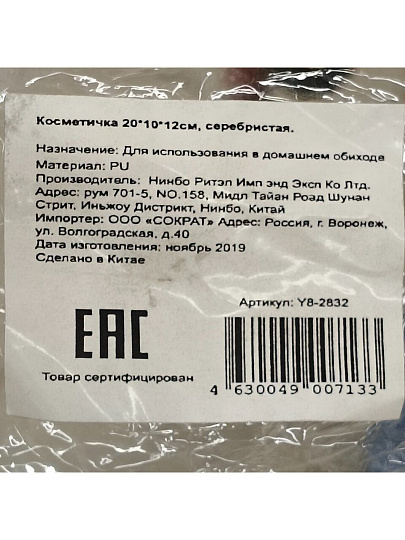 Косметичка 20*10*12см, серебристая.
Назначение: Для использования в домашнем обиходе
Материал: PU
Производитель: Нинбо Ритэл Имп энд Эксп Ко Лтд.
Адрес: рум 701-5, NO.158, Мидл Тайан Роад Шунан
Стрит, Иньжоу Дистрикт, Нинбо, Китай
Импортер: ООО «СОКРАТ» Адрес: Россия, г. Воронеж,
ул. Волгоградская, д.40
Дата изготовления: ноябрь 2019
Сделано в Китае
Артикул: Y8-2832
EAC
Товар сертифицирован
4 630049 007133